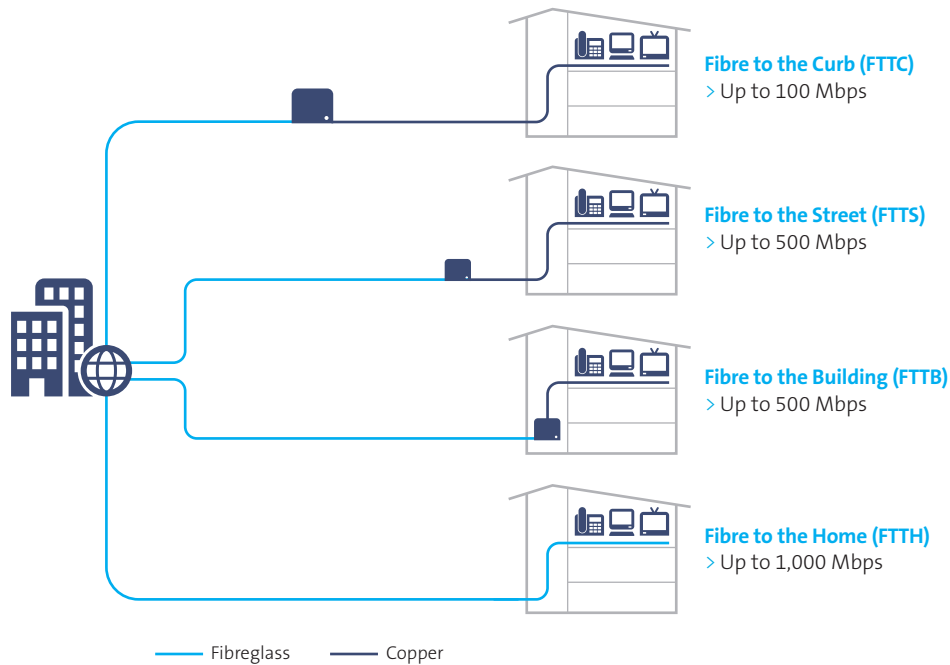 Fibre to the Curb (FTTC)
> Up to 100 Mbps
Fibre to the Street (FTTS)
> Up to 500 Mbps
Fibre to the Building (FTTB)
> Up to 500 Mbps
Fibre to the Home (FTTH)
> Up to 1,000 Mbps
Fibreglass
Copper